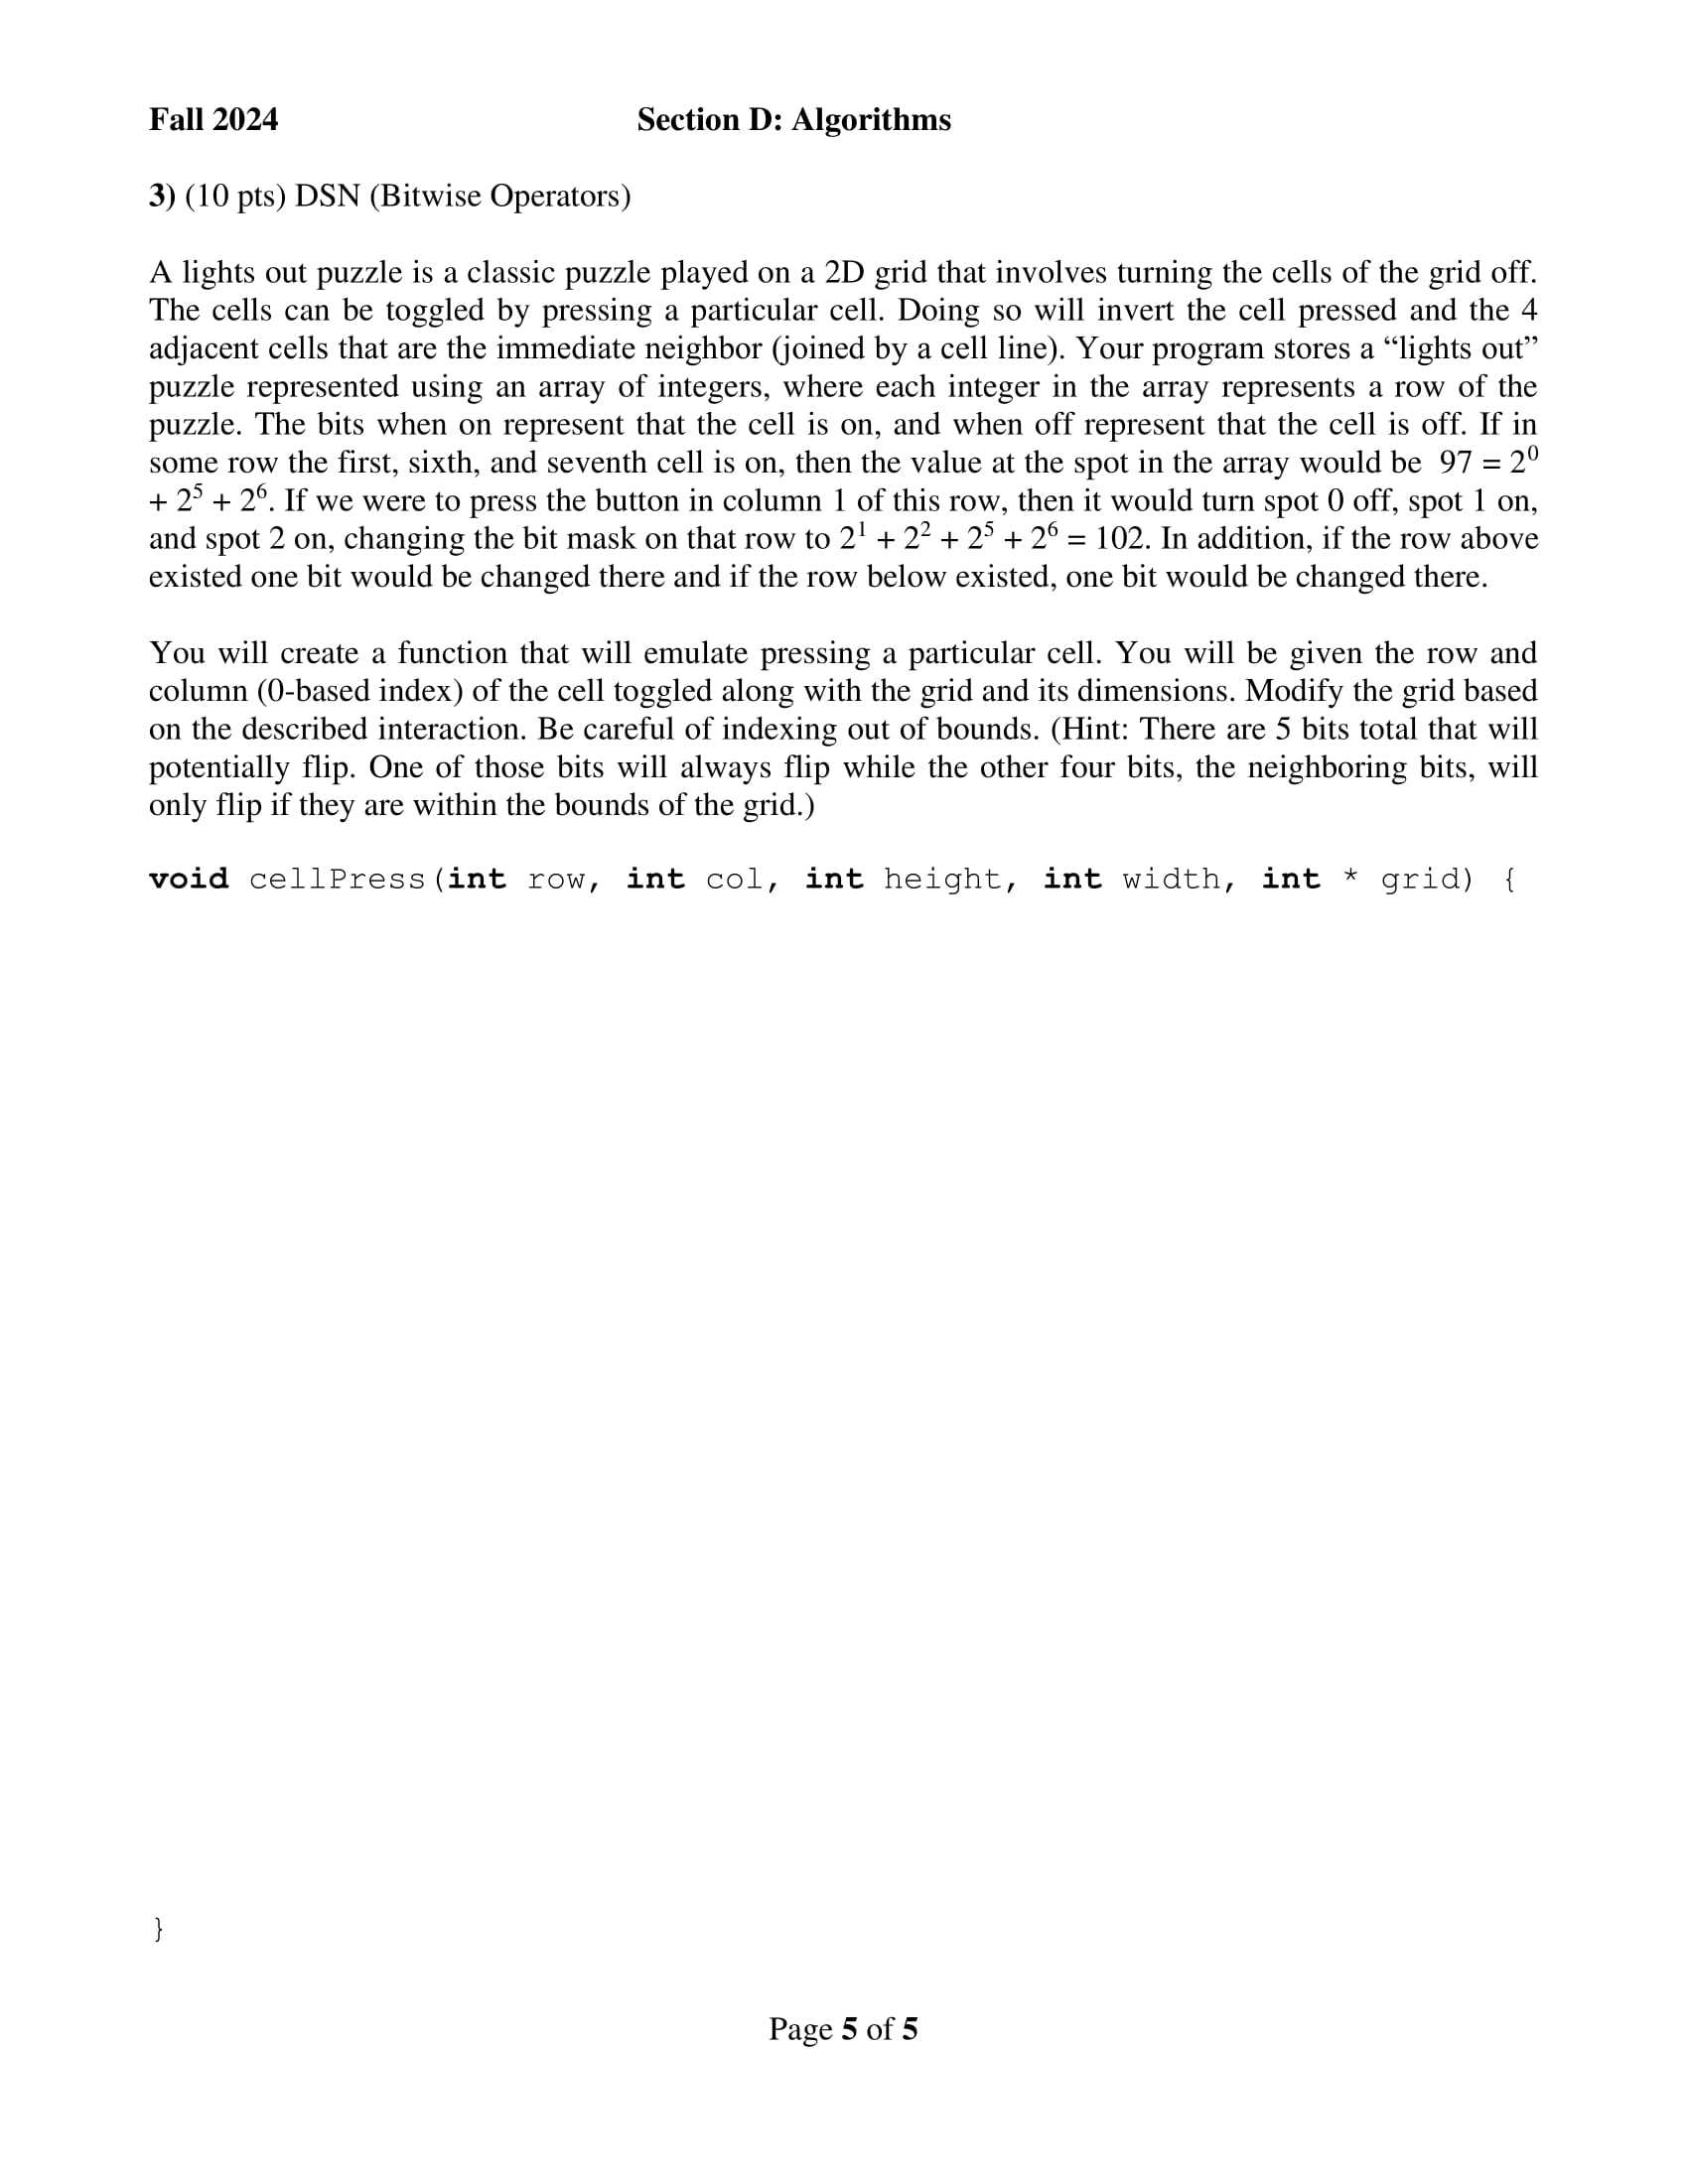 Fall 2024 Section D: Algorithms
3) (10 pts) DSN (Bitwise Operators)
A lights out puzzle is a classic puzzle played on a 2D grid that involves turning the cells of the grid off.
The cells can be toggled by pressing a particular cell. Doing so will invert the cell pressed and the 4
adjacent cells that are the immediate neighbor (joined by a cell line). Your program stores a “lights out”
puzzle represented using an array of integers, where each integer in the array represents a row of the
puzzle. The bits when on represent that the cell is on, and when off represent that the cell is off. If in
some row the first, sixth, and seventh cell is on, then the value at the spot in the array would be 97 = 2⁰
+ 2⁵ + 2⁶. If we were to press the button in column 1 of this row, then it would turn spot 0 off, spot 1 on,
and spot 2 on, changing the bit mask on that row to 2¹ + 2² + 2⁵ + 2⁶ = 102. In addition, if the row above
existed one bit would be changed there and if the row below existed, one bit would be changed there.
You will create a function that will emulate pressing a particular cell. You will be given the row and
column (0-based index) of the cell toggled along with the grid and its dimensions. Modify the grid based
on the described interaction. Be careful of indexing out of bounds. (Hint: There are 5 bits total that will
potentially flip. One of those bits will always flip while the other four bits, the neighboring bits, will
only flip if they are within the bounds of the grid.)
void cellPress(int row, int col, int height, int width, int * grid) {
}
Page 5 of 5